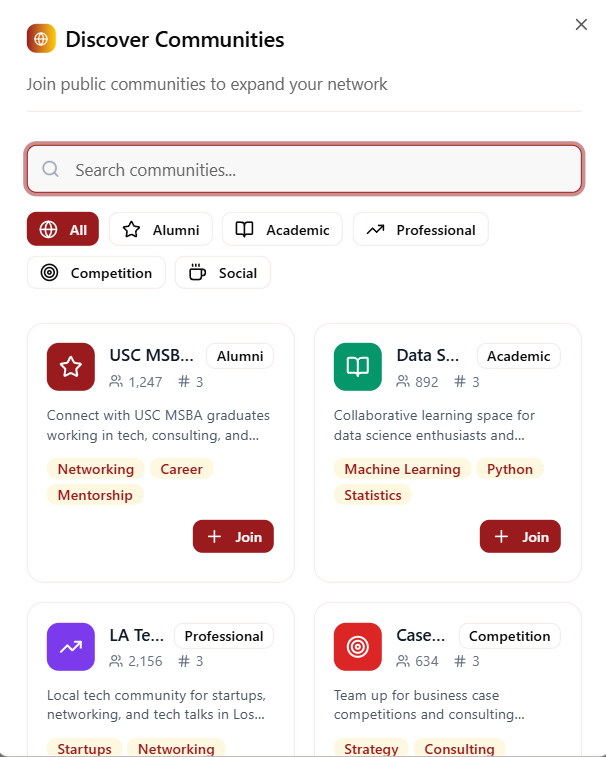 Discover Communities
Join public communities to expand your network
Search communities...
All
Alumni
Academic
Professional
Competition
Social
USC MSB... Alumni
1,247 # 3
Connect with USC MSBA graduates
working in tech, consulting, and...
Networking Career
Mentorship
Join
Data S... Academic
892 # 3
Collaborative learning space for
data science enthusiasts and...
Machine Learning Python
Statistics
Join
LA Te... Professional
2,156 # 3
Local tech community for startups,
networking, and tech talks in Los...
Startups Networking
Case... Competition
634 # 3
Team up for business case
competitions and consulting...
Strategy Consulting